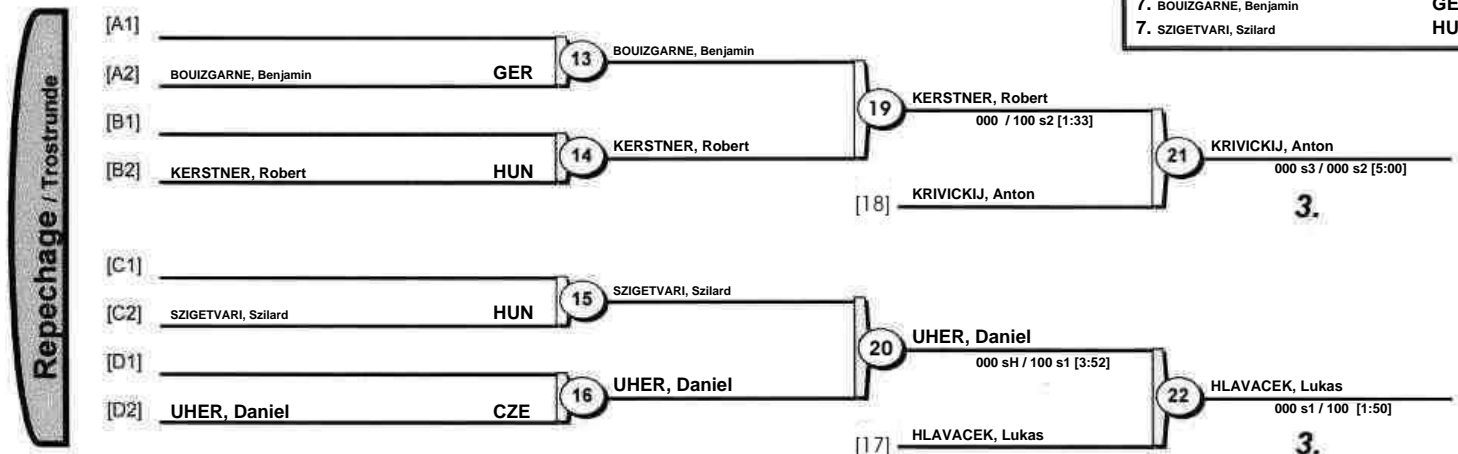 7. BOUIZGARNE, Benjamin GE
7. SZIGETVARI, Szilard HU
Repechage / Trostrunde
[A1]
13 BOUIZGARNE, Benjamin
[A2] BOUIZGARNE, Benjamin GER
19 KERSTNER, Robert
000 / 100 s2 [1:33]
[B1]
14 KERSTNER, Robert
[B2] KERSTNER, Robert HUN
21 KRIVICKIJ, Anton
000 s3 / 000 s2 [5:00]
[18] KRIVICKIJ, Anton
3.
[C1]
15 SZIGETVARI, Szilard
[C2] SZIGETVARI, Szilard HUN
20 UHER, Daniel
000 sH / 100 s1 [3:52]
[D1]
16 UHER, Daniel
[D2] UHER, Daniel CZE
22 HLAVACEK, Lukas
000 s1 / 100 [1:50]
[17] HLAVACEK, Lukas
3.